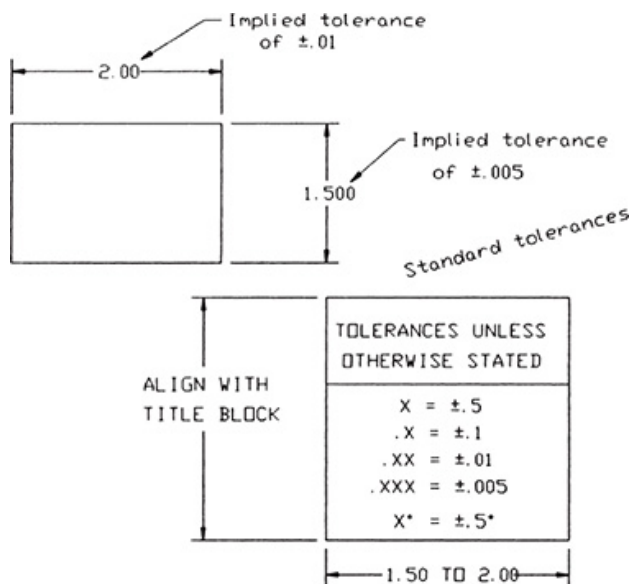 Implied tolerance
of ±.01
2.00
Implied tolerance
of ±.005
1.500
Standard tolerances
TOLERANCES UNLESS
OTHERWISE STATED
ALIGN WITH
TITLE BLOCK
X = ±.5
.X = ±.1
.XX = ±.01
.XXX = ±.005
X° = ±.5°
1.50 TO 2.00